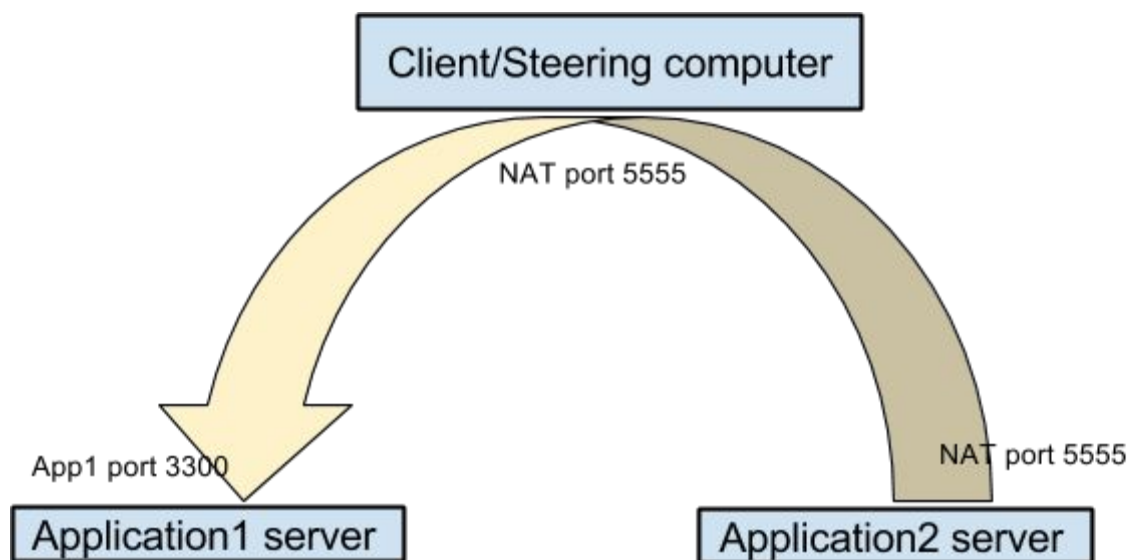 Client/Steering computer
NAT port 5555
App1 port 3300
NAT port 5555
Application1 server
Application2 server